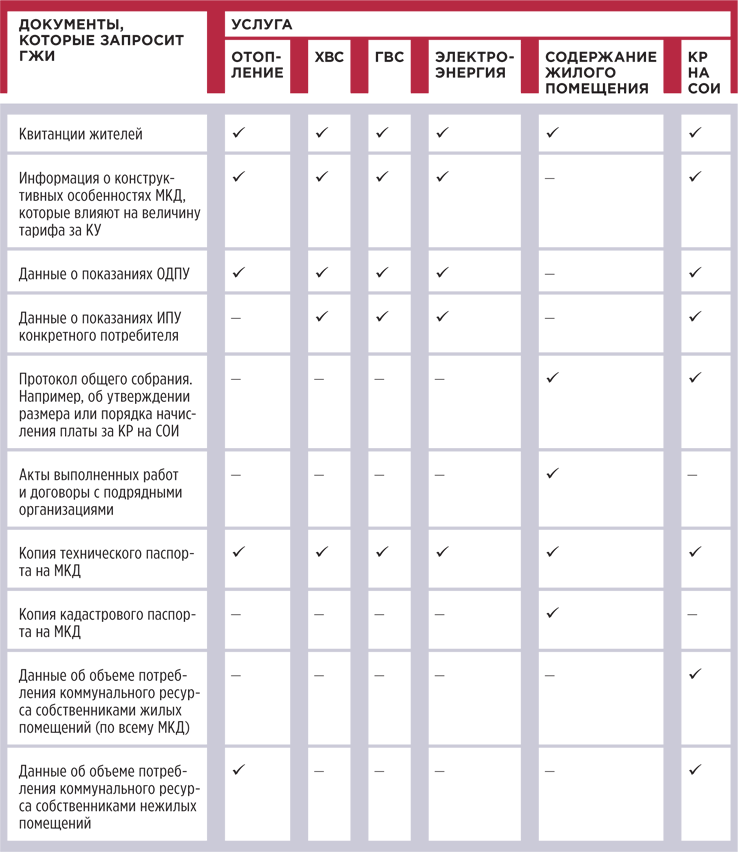 ДОКУМЕНТЫ,
КОТОРЫЕ ЗАПРОСИТ
ГЖИ
УСЛУГА
ОТОП-
ЛЕНИЕ
ХВС
ГВС
ЭЛЕКТРО-
ЭНЕРГИЯ
СОДЕРЖАНИЕ
ЖИЛОГО
ПОМЕЩЕНИЯ
КР
НА
СОИ
Квитанции жителей
✓ ✓ ✓ ✓ ✓ ✓
Информация о конструк-
тивных особенностях МКД,
которые влияют на величину
тарифа за КУ
✓ ✓ ✓ ✓ – ✓
Данные о показаниях ОДПУ
✓ ✓ ✓ ✓ – ✓
Данные о показаниях ИПУ
конкретного потребителя
– ✓ ✓ ✓ – ✓
Протокол общего собрания.
Например, об утверждении
размера или порядка начис-
ления платы за КР на СОИ
– – – – ✓ ✓
Акты выполненных работ
и договоры с подрядными
организациями
– – – – ✓ –
Копия технического паспор-
та на МКД
✓ ✓ ✓ ✓ ✓ ✓
Копия кадастрового паспор-
та на МКД
– – – – ✓ –
Данные об объеме потреб-
ления коммунального ресур-
са собственниками жилых
помещений (по всему МКД)
– – – – – ✓
Данные об объеме потреб-
ления коммунального ресур-
са собственниками нежилых
помещений
✓ – – – – ✓